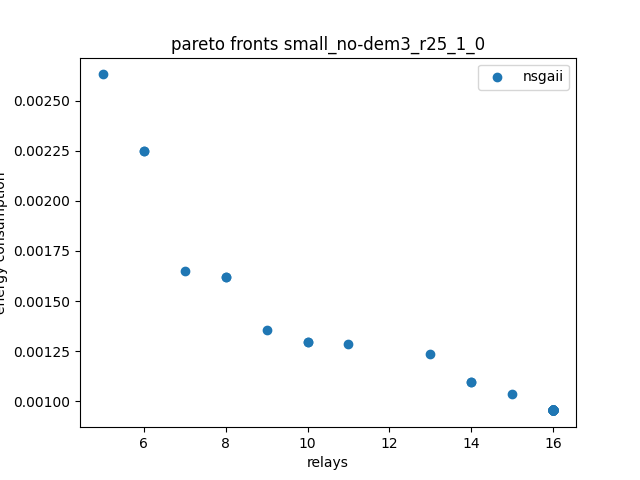 pareto fronts small_no-dem3_r25_1_0
nsgaii
0.00250
0.00225
0.00200
0.00175
0.00150
0.00125
0.00100
energy consumption
6 8 10 12 14 16
relays